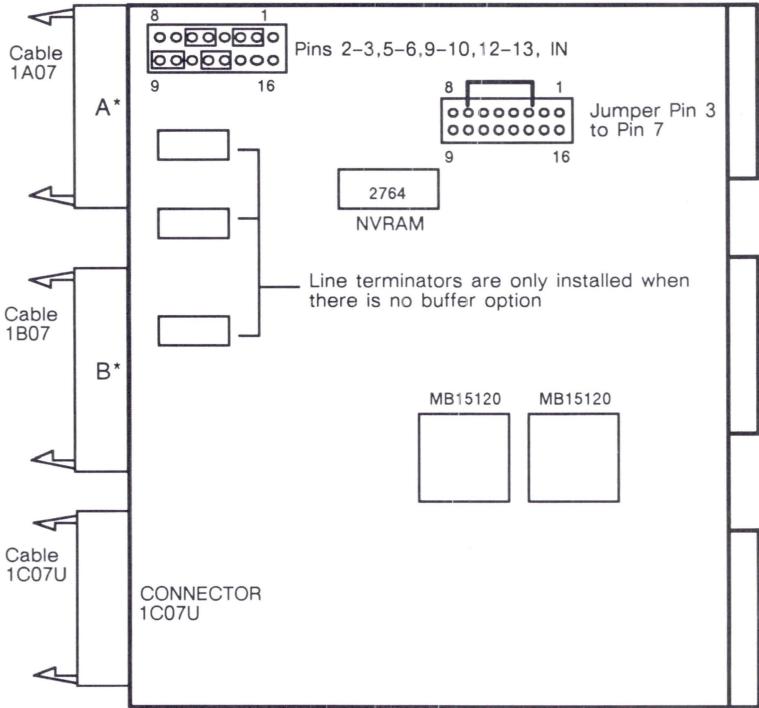 8 1
Pins 2-3,5-6,9-10,12-13, IN
9 16
Cable
1A07
A*
8 1
Jumper Pin 3
to Pin 7
9 16
2764
NVRAM
Line terminators are only installed when
there is no buffer option
Cable
1B07
B*
MB15120 MB15120
Cable
1C07U
CONNECTOR
1C07U